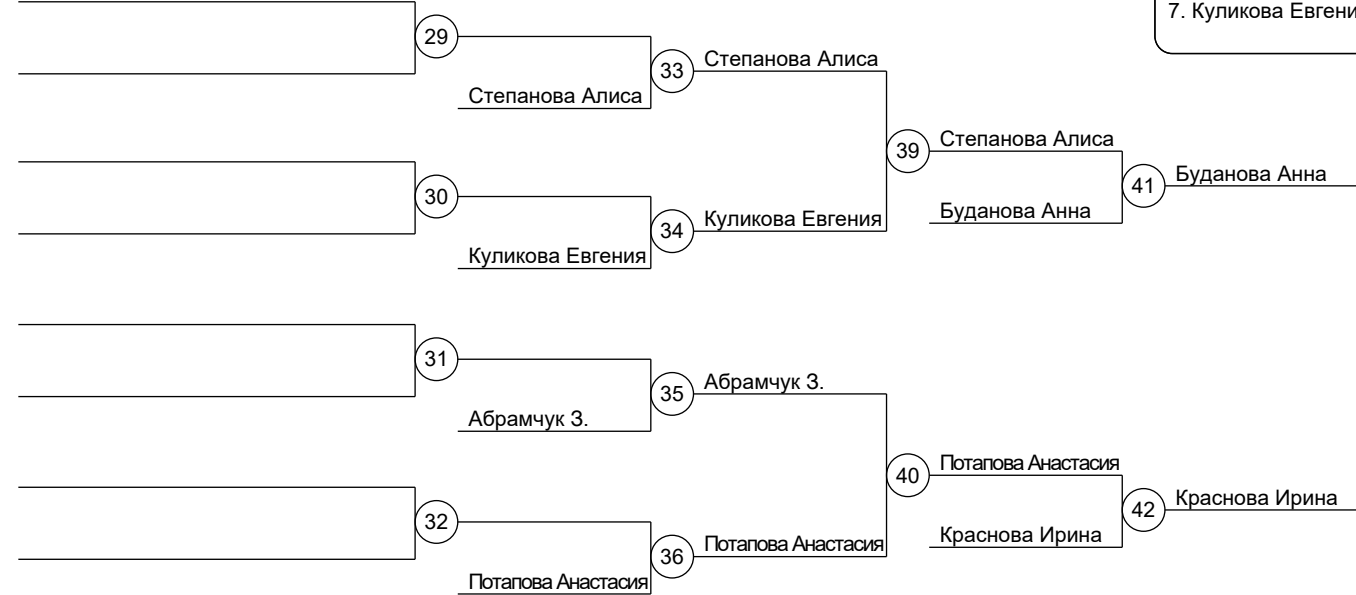 7. Куликова Евгени
29
33
Степанова Алиса
Степанова Алиса
39
Степанова Алиса
41
Буданова Анна
30
34
Куликова Евгения
Буданова Анна
Куликова Евгения
31
35
Абрамчук З.
Абрамчук З.
40
Потапова Анастасия
42
Краснова Ирина
32
36
Потапова Анастасия
Краснова Ирина
Потапова Анастасия